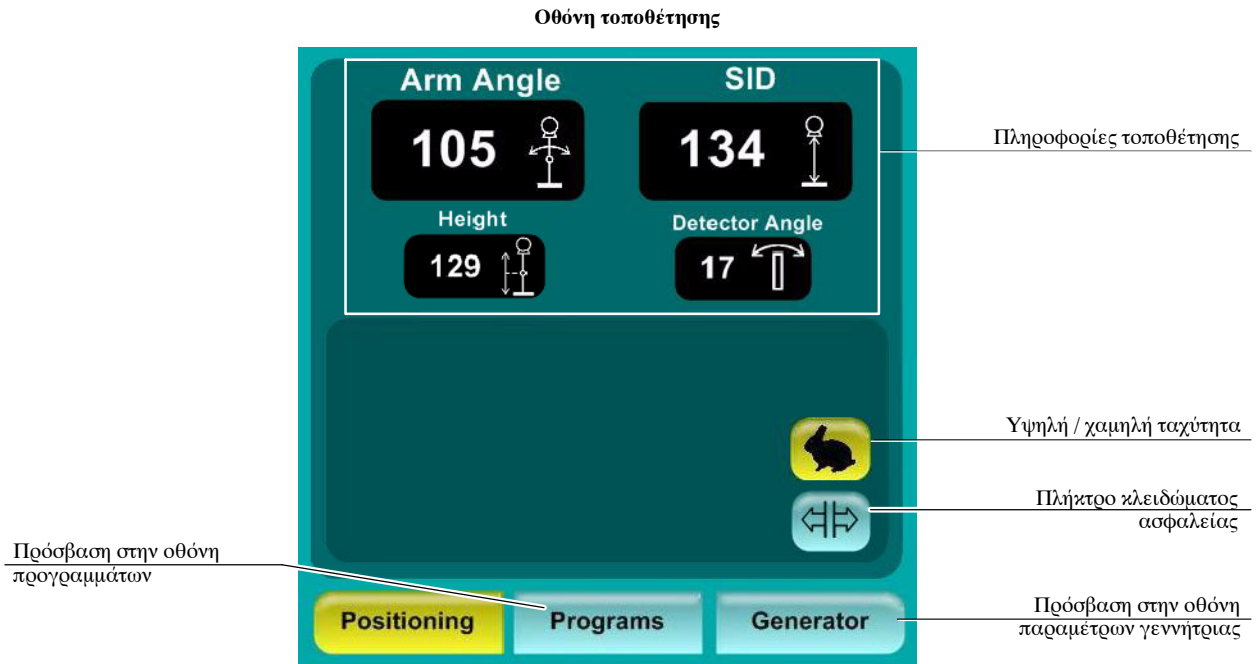 Οθόνη τοποθέτησης
Arm Angle
SID
105
134
Πληροφορίες τοποθέτησης
Height
Detector Angle
129
17
Υψηλή / χαμηλή ταχύτητα
Πλήκτρο κλειδώματος
ασφαλείας
Πρόσβαση στην οθόνη
προγραμμάτων
Positioning
Programs
Generator
Πρόσβαση στην οθόνη
παραμέτρων γεννήτριας